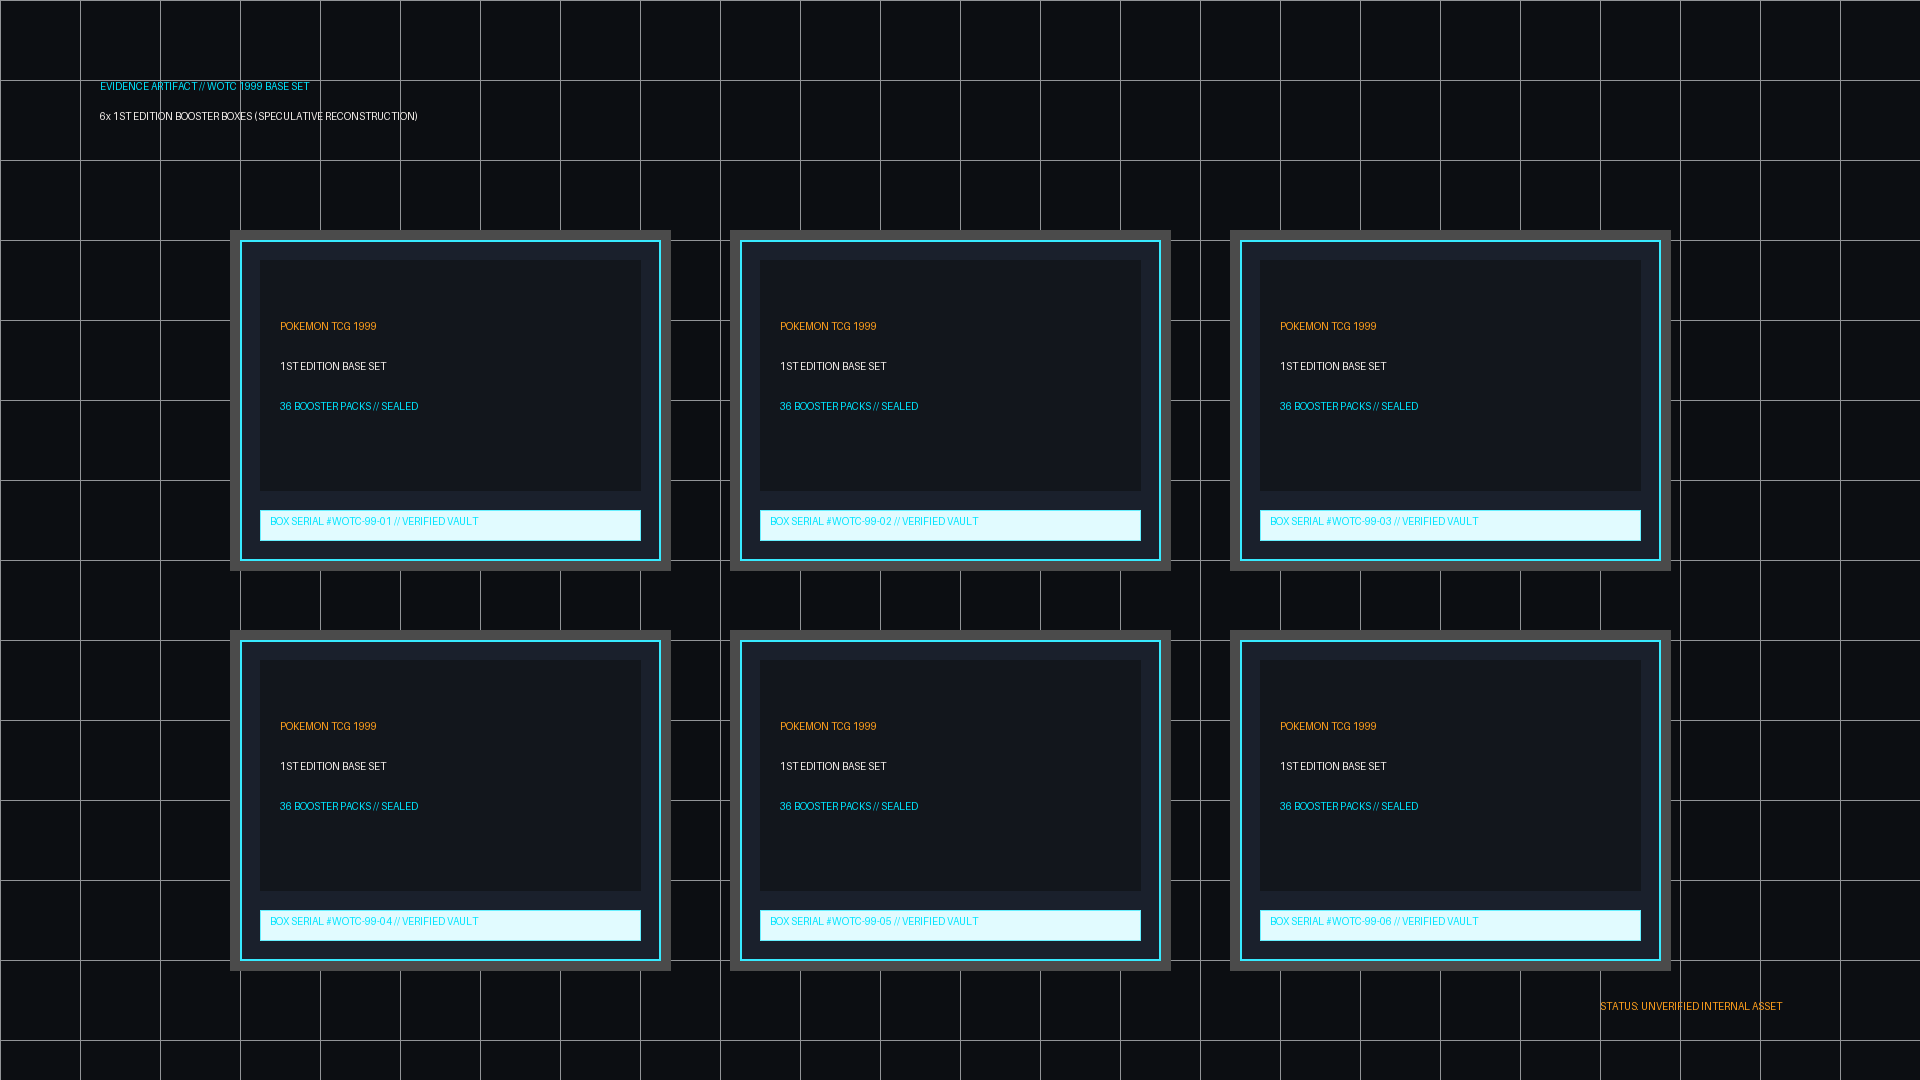 EVIDENCE ARTIFACT // WOTC 1999 BASE SET
6x 1ST EDITION BOOSTER BOXES (SPECULATIVE RECONSTRUCTION)
POKEMON TCG 1999
1ST EDITION BASE SET
36 BOOSTER PACKS // SEALED
BOX SERIAL #WOTC-99-01 // VERIFIED VAULT
POKEMON TCG 1999
1ST EDITION BASE SET
36 BOOSTER PACKS // SEALED
BOX SERIAL #WOTC-99-02 // VERIFIED VAULT
POKEMON TCG 1999
1ST EDITION BASE SET
36 BOOSTER PACKS // SEALED
BOX SERIAL #WOTC-99-03 // VERIFIED VAULT
POKEMON TCG 1999
1ST EDITION BASE SET
36 BOOSTER PACKS // SEALED
BOX SERIAL #WOTC-99-04 // VERIFIED VAULT
POKEMON TCG 1999
1ST EDITION BASE SET
36 BOOSTER PACKS // SEALED
BOX SERIAL #WOTC-99-05 // VERIFIED VAULT
POKEMON TCG 1999
1ST EDITION BASE SET
36 BOOSTER PACKS // SEALED
BOX SERIAL #WOTC-99-06 // VERIFIED VAULT
STATUS: UNVERIFIED INTERNAL ASSET